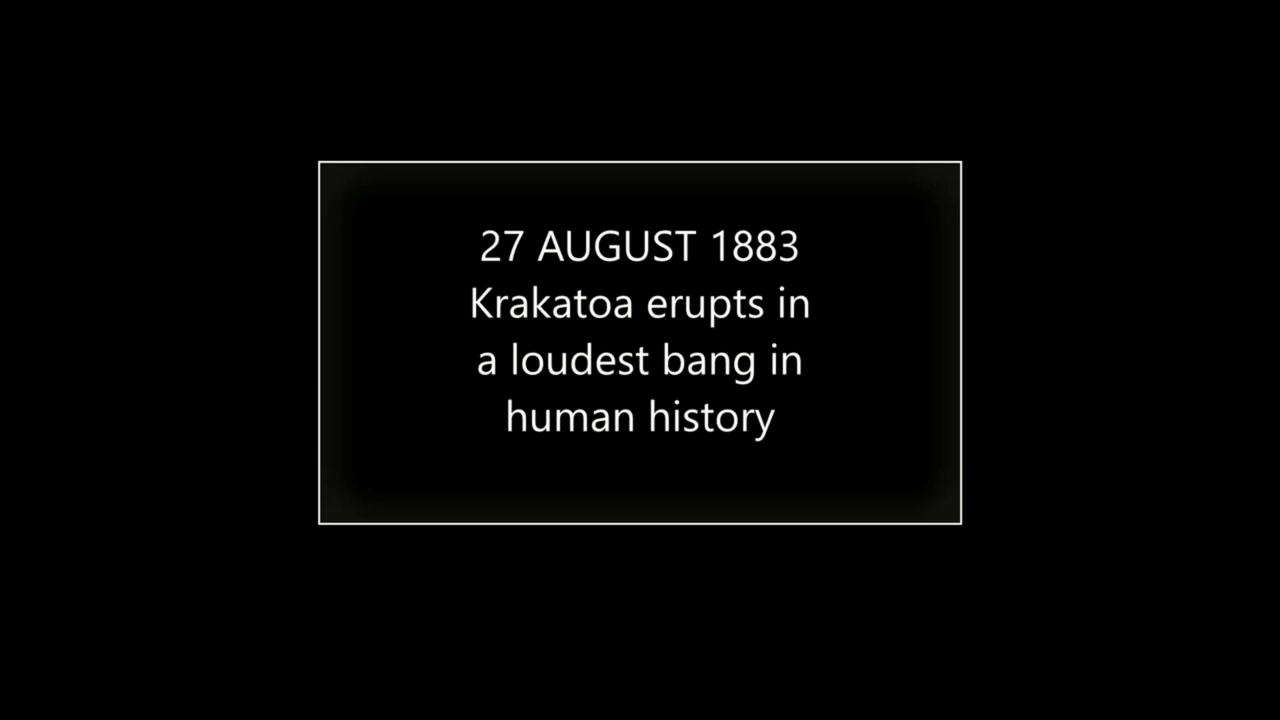 27 AUGUST 1883
Krakatoa erupts in
a loudest bang in
human history